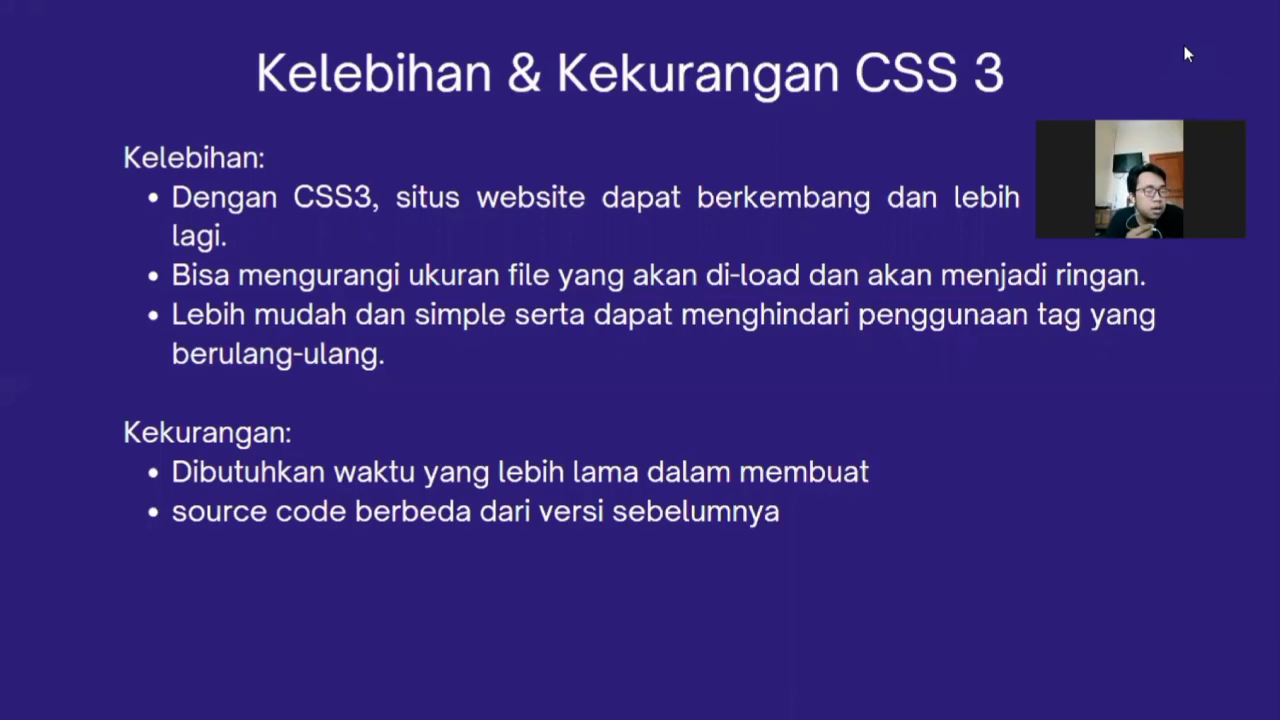 Kelebihan & Kekurangan CSS 3
Kelebihan:
• Dengan CSS3, situs website dapat berkembang dan lebih
lagi.
• Bisa mengurangi ukuran file yang akan di-load dan akan menjadi ringan.
• Lebih mudah dan simple serta dapat menghindari penggunaan tag yang
berulang-ulang.
Kekurangan:
• Dibutuhkan waktu yang lebih lama dalam membuat
• source code berbeda dari versi sebelumnya